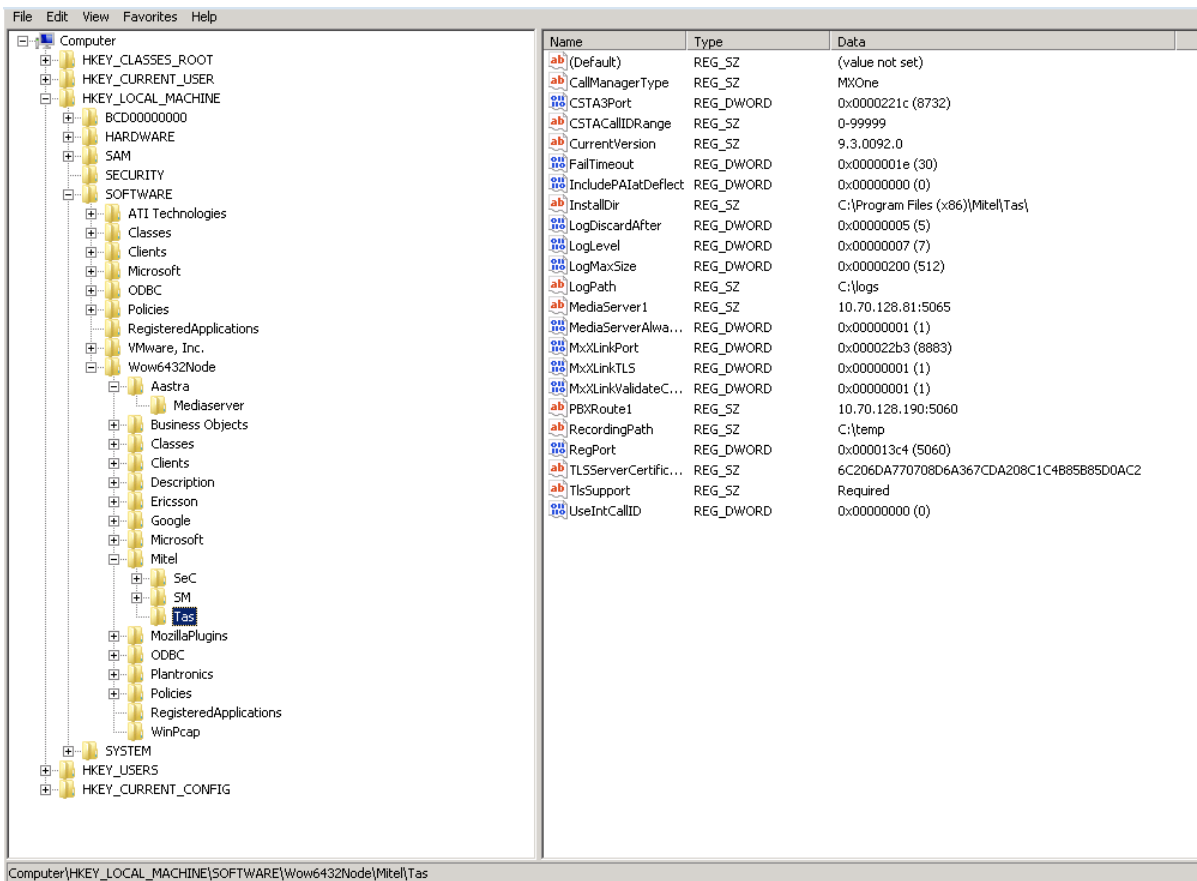 File Edit View Favorites Help
Computer
HKEY_CLASSES_ROOT
HKEY_CURRENT_USER
HKEY_LOCAL_MACHINE
BCD00000000
HARDWARE
SAM
SECURITY
SOFTWARE
ATI Technologies
Classes
Clients
Microsoft
ODBC
Policies
RegisteredApplications
VMware, Inc.
Wow6432Node
Aastra
Mediaserver
Business Objects
Classes
Clients
Description
Ericsson
Google
Microsoft
Mitel
SeC
SM
Tas
MozillaPlugins
ODBC
Plantronics
Policies
RegisteredApplications
WinPcap
SYSTEM
HKEY_USERS
HKEY_CURRENT_CONFIG
Name Type Data
(Default) REG_SZ (value not set)
CallManagerType REG_SZ MXOne
CSTA3Port REG_DWORD 0x0000221c (8732)
CSTACallIDRange REG_SZ 0-99999
CurrentVersion REG_SZ 9.3.0092.0
FailTimeout REG_DWORD 0x0000001e (30)
IncludePAIatDeflect REG_DWORD 0x00000000 (0)
InstallDir REG_SZ C:\Program Files (x86)\Mitel\Tas\
LogDiscardAfter REG_DWORD 0x00000005 (5)
LogLevel REG_DWORD 0x00000007 (7)
LogMaxSize REG_DWORD 0x00000200 (512)
LogPath REG_SZ C:\logs
MediaServer1 REG_SZ 10.70.128.81:5065
MediaServerAlwa... REG_DWORD 0x00000001 (1)
MxXLinkPort REG_DWORD 0x000022b3 (8883)
MxXLinkTLS REG_DWORD 0x00000001 (1)
MxXLinkValidateC... REG_DWORD 0x00000001 (1)
PBXRoute1 REG_SZ 10.70.128.190:5060
RecordingPath REG_SZ C:\temp
RegPort REG_DWORD 0x000013c4 (5060)
TLSServerCertific... REG_SZ 6C206DA770708D6A367CDA208C1C4B85B85D0AC2
TlsSupport REG_SZ Required
UseIntCallID REG_DWORD 0x00000000 (0)
Computer\HKEY_LOCAL_MACHINE\SOFTWARE\Wow6432Node\Mitel\Tas